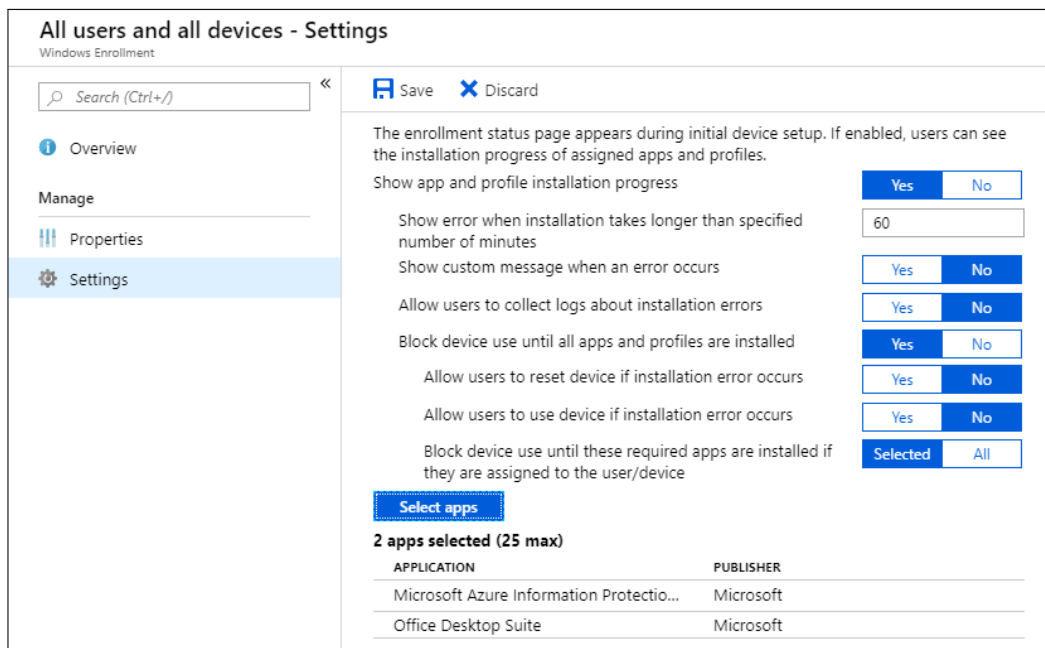 All users and all devices - Settings
Windows Enrollment
Search (Ctrl+/)
«
Overview
Manage
Properties
Settings
Save
Discard
The enrollment status page appears during initial device setup. If enabled, users can see
the installation progress of assigned apps and profiles.
Show app and profile installation progress
Yes
No
Show error when installation takes longer than specified
number of minutes
60
Show custom message when an error occurs
Yes
No
Allow users to collect logs about installation errors
Yes
No
Block device use until all apps and profiles are installed
Yes
No
Allow users to reset device if installation error occurs
Yes
No
Allow users to use device if installation error occurs
Yes
No
Block device use until these required apps are installed if
they are assigned to the user/device
Selected
All
Select apps
2 apps selected (25 max)
APPLICATION PUBLISHER
Microsoft Azure Information Protectio... Microsoft
Office Desktop Suite Microsoft